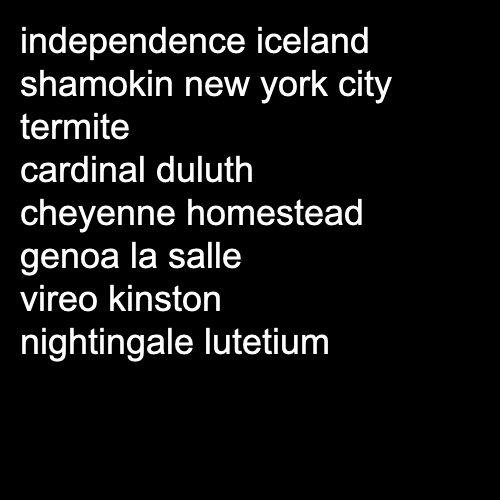 independence iceland
shamokin new york city
termite
cardinal duluth
cheyenne homestead
genoa la salle
vireo kinston
nightingale lutetium